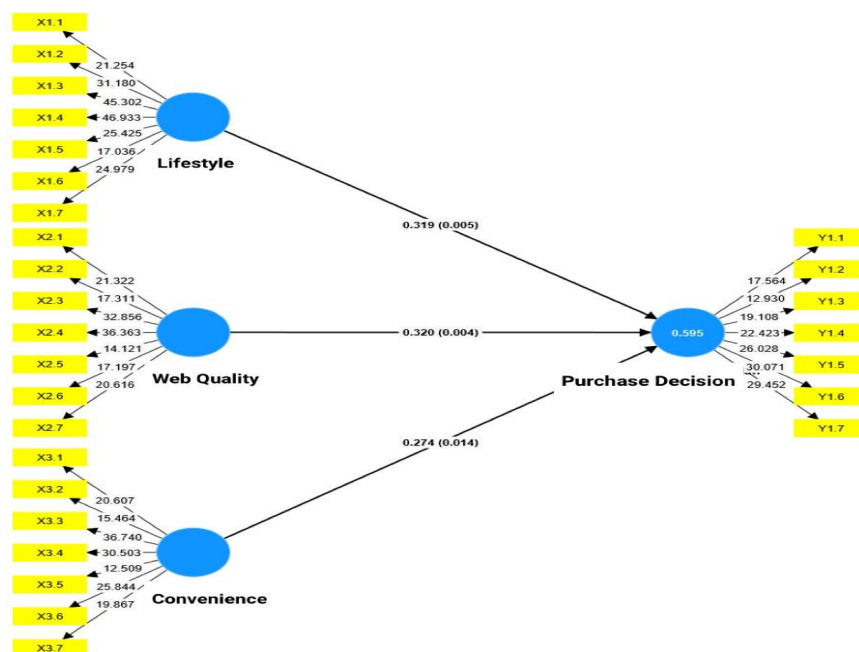 X1.1
X1.2
X1.3
X1.4
X1.5
X1.6
X1.7
21.254
31.180
45.302
46.933
25.425
17.036
24.979
Lifestyle
0.319 (0.005)
X2.1
X2.2
X2.3
X2.4
X2.5
X2.6
X2.7
21.322
17.311
32.856
36.363
14.121
17.197
20.616
Web Quality
0.320 (0.004)
X3.1
X3.2
X3.3
X3.4
X3.5
X3.6
X3.7
20.607
15.464
36.740
30.503
12.509
25.844
19.867
Convenience
0.274 (0.014)
0.595
Purchase Decision
17.564
12.930
19.108
22.423
26.028
30.071
29.452
Y1.1
Y1.2
Y1.3
Y1.4
Y1.5
Y1.6
Y1.7